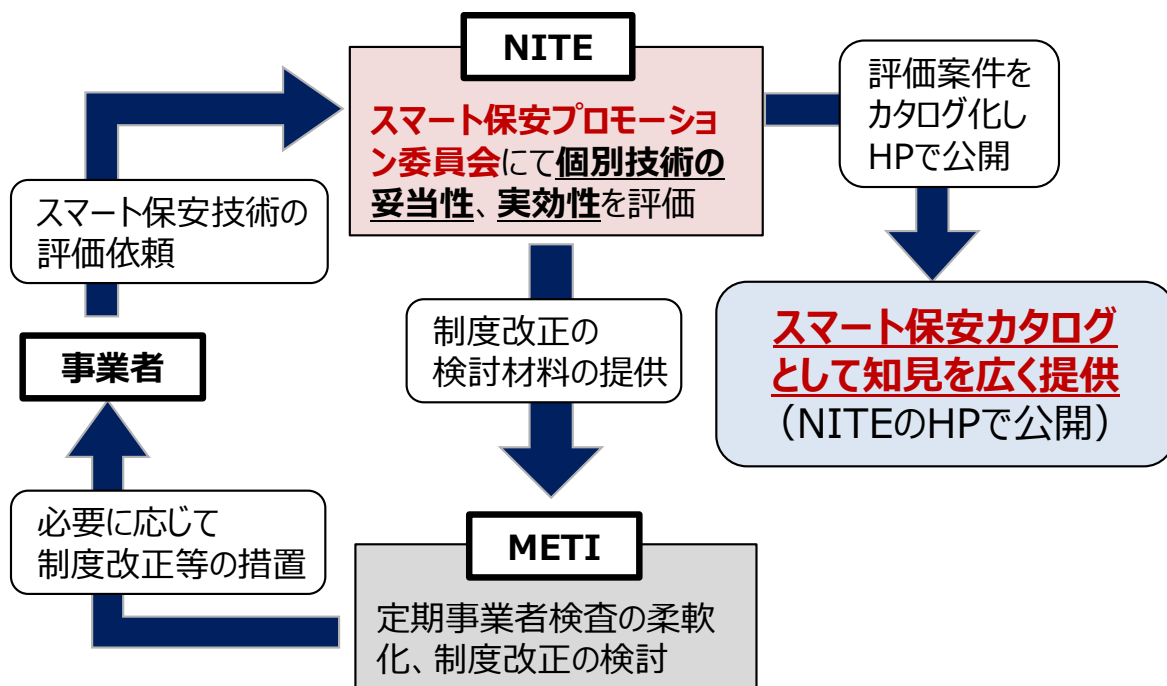 NITE
スマート保安プロモーショ
ン委員会にて個別技術の
妥当性、実効性を評価
評価案件を
カタログ化し
HPで公開
スマート保安技術の
評価依頼
事業者
制度改正の
検討材料の提供
スマート保安カタログ
として知見を広く提供
（NITEのHPで公開）
必要に応じて
制度改正等の措置
METI
定期事業者検査の柔軟
化、制度改正の検討